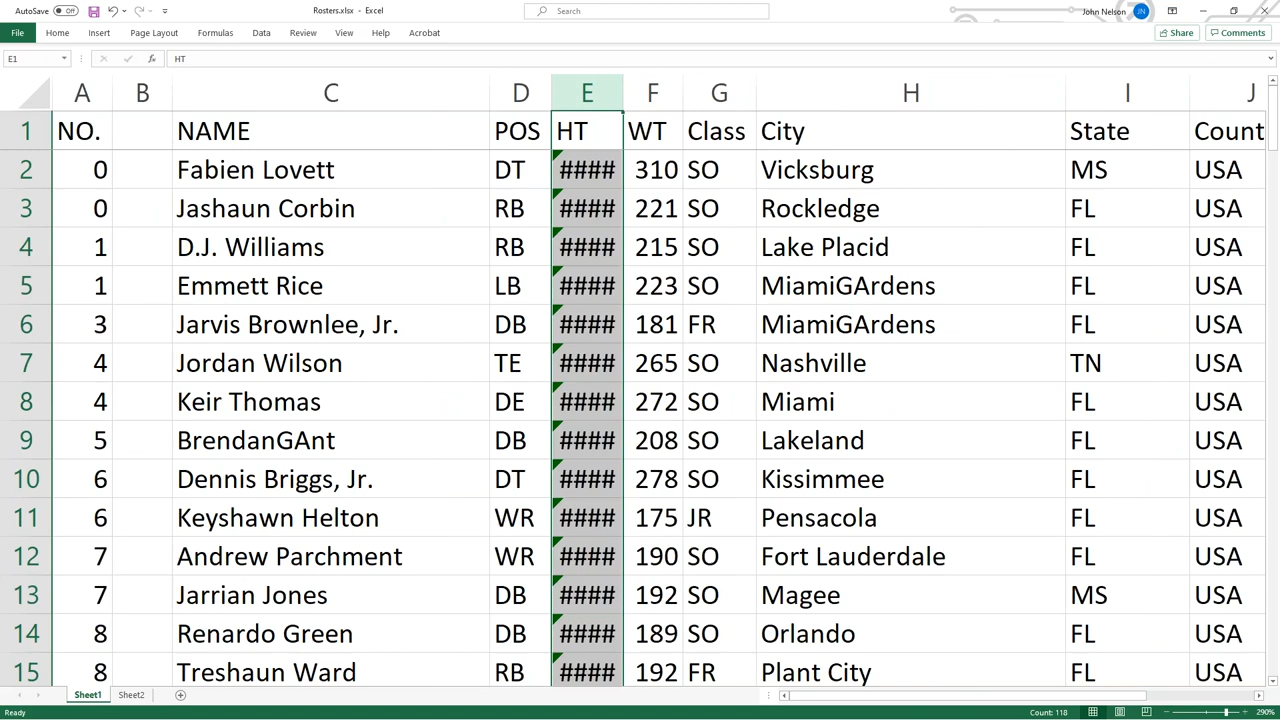 AutoSave Off Rosters.xlsx - Excel Search John Nelson JN
File Home Insert Page Layout Formulas Data Review View Help Acrobat Share Comments
E1 fx HT
A B C D E F G H I J
1 NO. NAME POS HT WT Class City State Count
2 0 Fabien Lovett DT #### 310 SO Vicksburg MS USA
3 0 Jashaun Corbin RB #### 221 SO Rockledge FL USA
4 1 D.J. Williams RB #### 215 SO Lake Placid FL USA
5 1 Emmett Rice LB #### 223 SO MiamiGArdens FL USA
6 3 Jarvis Brownlee, Jr. DB #### 181 FR MiamiGArdens FL USA
7 4 Jordan Wilson TE #### 265 SO Nashville TN USA
8 4 Keir Thomas DE #### 272 SO Miami FL USA
9 5 BrendanGAnt DB #### 208 SO Lakeland FL USA
10 6 Dennis Briggs, Jr. DT #### 278 SO Kissimmee FL USA
11 6 Keyshawn Helton WR #### 175 JR Pensacola FL USA
12 7 Andrew Parchment WR #### 190 SO Fort Lauderdale FL USA
13 7 Jarrian Jones DB #### 192 SO Magee MS USA
14 8 Renardo Green DB #### 189 SO Orlando FL USA
15 8 Treshaun Ward RB #### 192 FR Plant City FL USA
Sheet1 Sheet2
Ready Count: 118 290%